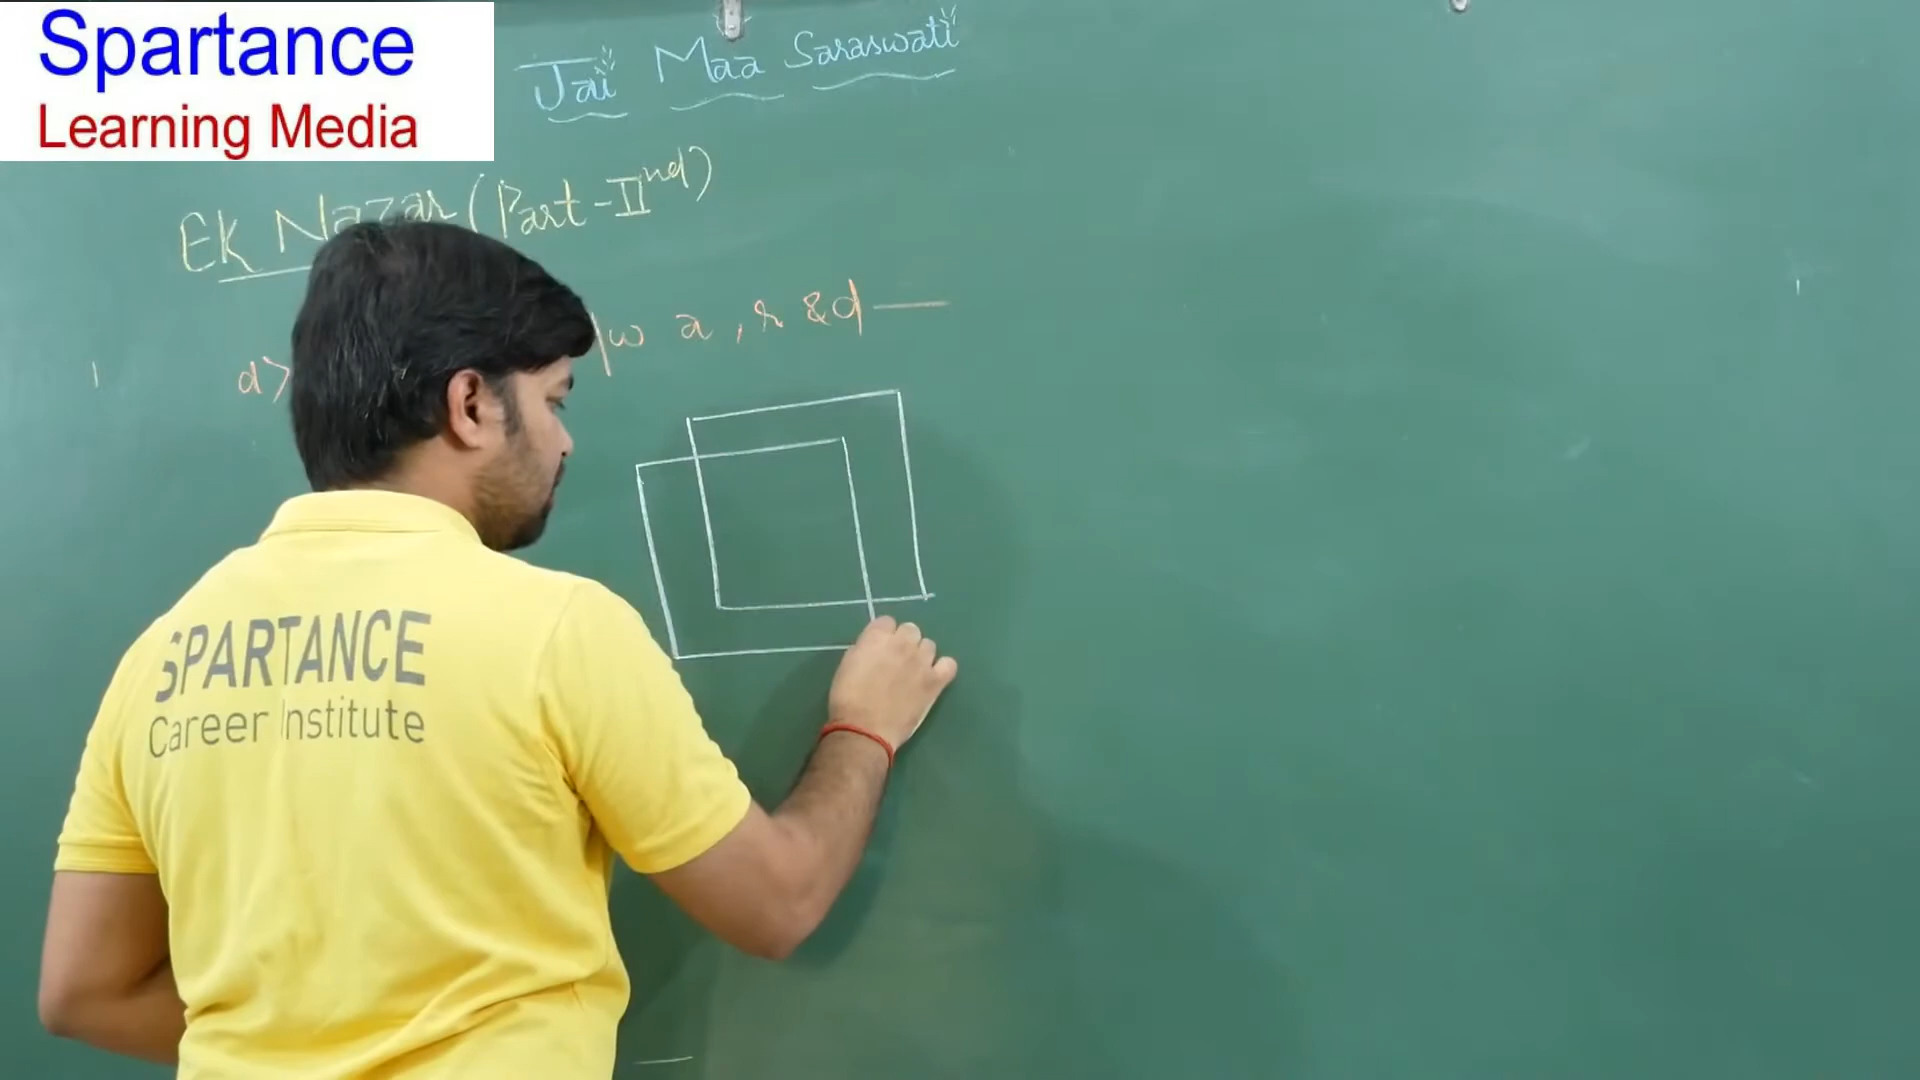 Spartance
Learning Media
Jai Maa Saraswati
Ek Nazar (Part-IInd)
d> a, r & d —
SPARTANCE
Career Institute